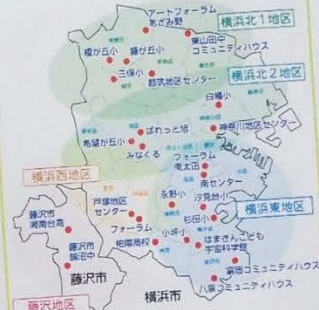 アートフォーラム
あざみ野
横浜北1地区
東山田中
コミュニティハウス
榎が丘小
鴨が丘小
三保小
都筑地区センター
横浜北2地区
白幡小
ぱれっと旭
神奈川地区センター
希望が丘小
みなくる
フォーラム
南太田
横浜西地区
南センター
永野小
汐見台小
戸塚地区
センター
横浜東地区
藤沢市
湘南台高
杉田小
フォーラム
小坪小
はまぎんこども
宇宙科学館
柏陽高校
藤沢市
鵠沼中
富岡コミュニティハウス
藤沢市
八景コミュニティハウス
藤沢地区
横浜市